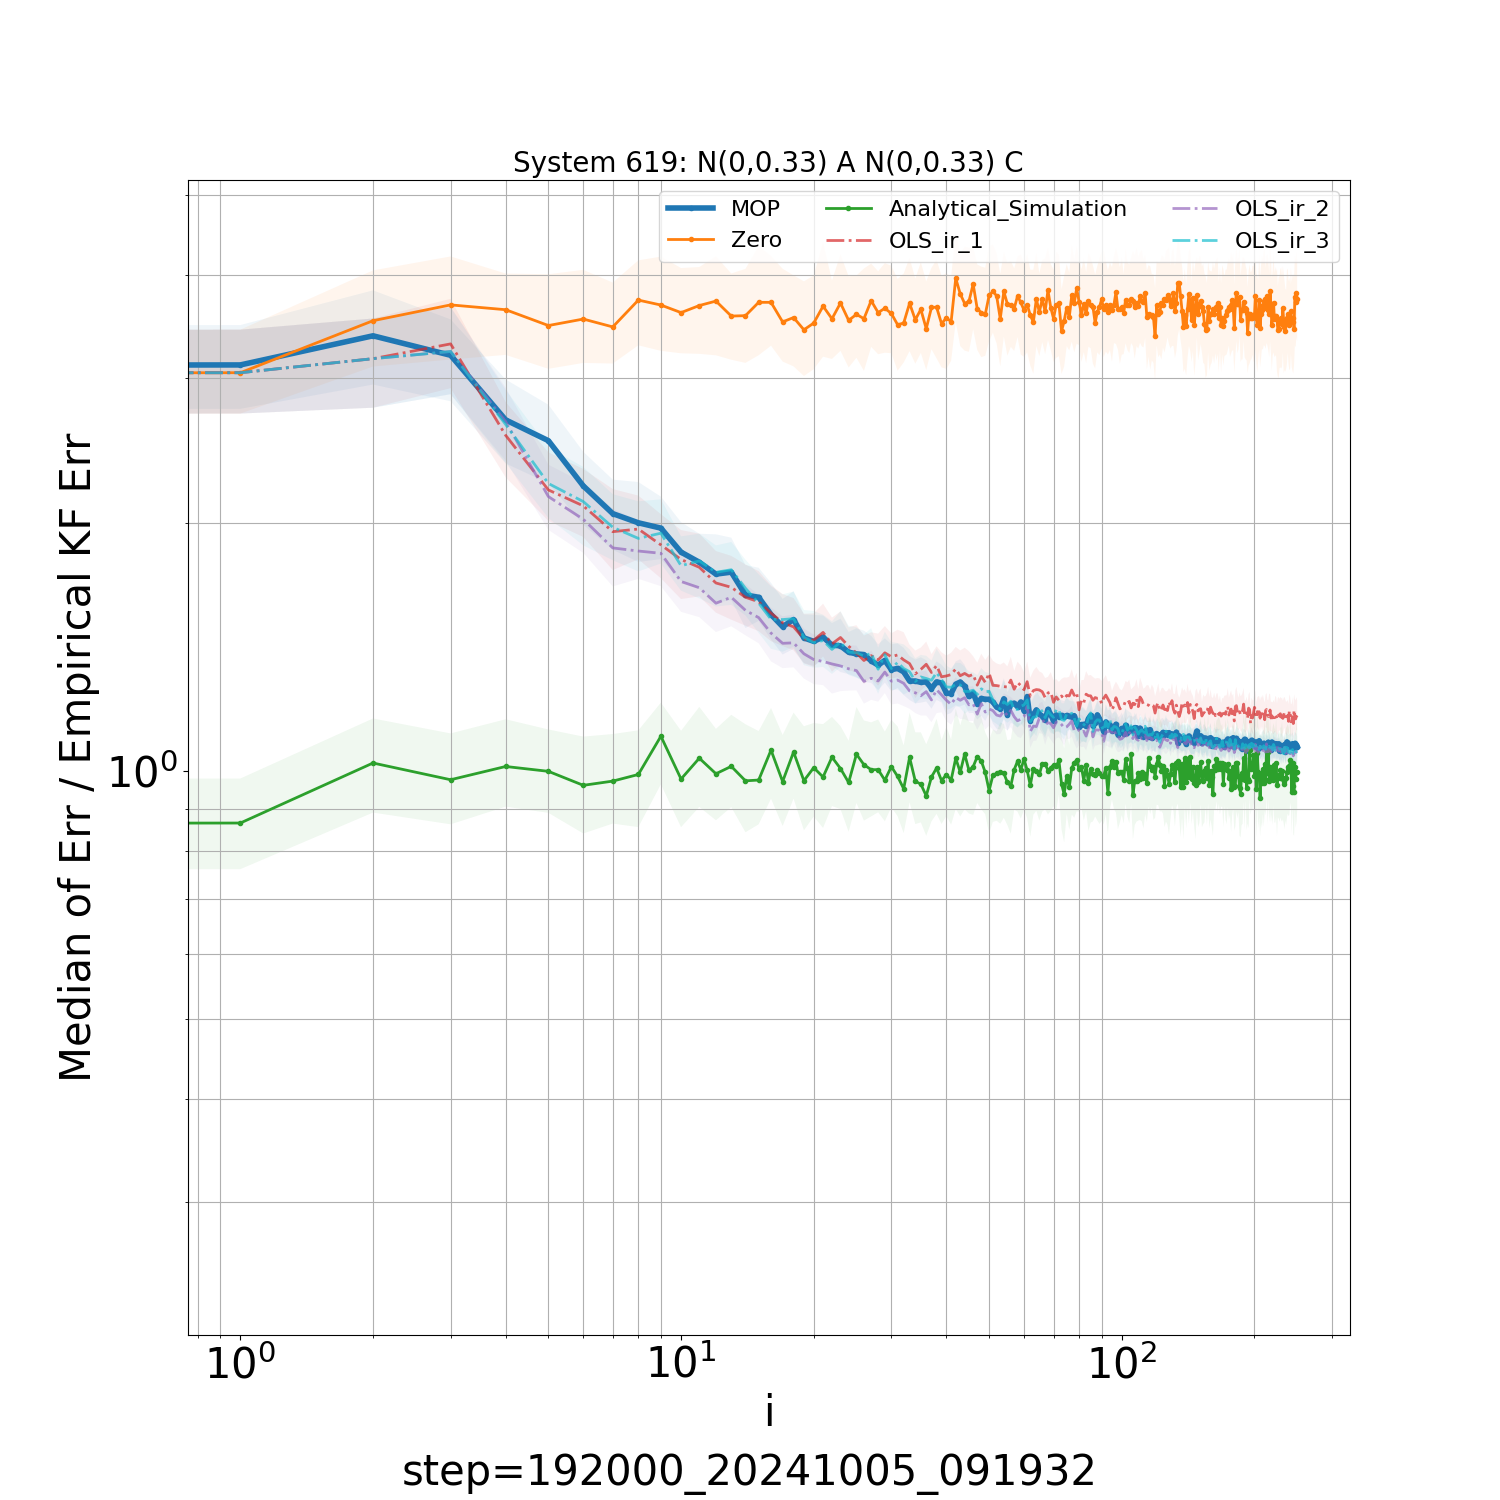 System 619: N(0,0.33) A N(0,0.33) C
MOP
Zero
Analytical_Simulation
OLS_ir_1
OLS_ir_2
OLS_ir_3
Median of Err / Empirical KF Err
10⁰
10⁰ 10¹ 10²
i
step=192000_20241005_091932